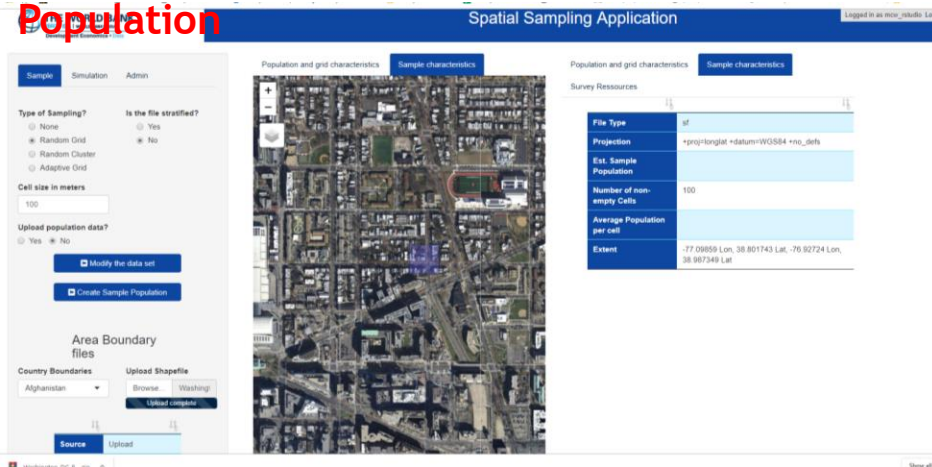 Population
THE WORLD BANK
Spatial Sampling Application
Sample Simulation Admin
Type of Sampling?
None
Random Grid
Random Cluster
Adaptive Grid
Is the file stratified?
Yes
No
Cell size in meters
100
Upload population data?
Yes No
Modify the data set
Create Sample Population
Area Boundary
files
Country Boundaries
Afghanistan
Upload Shapefile
Browse... Washing
Upload complete
Source Upload
Population and grid characteristics Sample characteristics
+
−
Population and grid characteristics Sample characteristics
Survey Ressources
File Type sf
Projection +proj=longlat +datum=WGS84 +no_defs
Est. Sample
Population
Number of non-
empty Cells 100
Average Population
per cell
Extent -77.09859 Lon, 38.801743 Lat, -76.92724 Lon,
38.987349 Lat